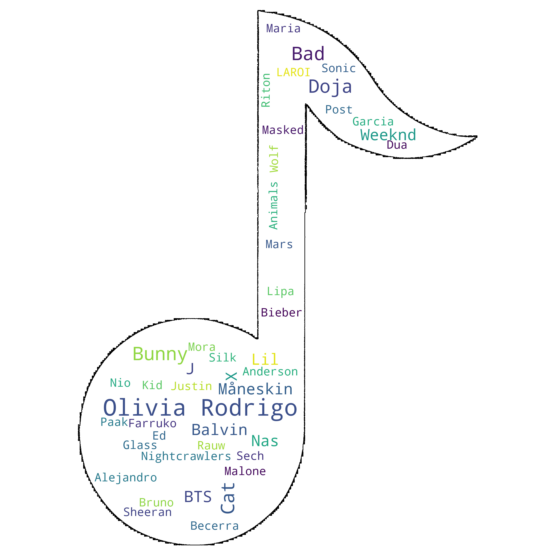 Maria
Bad
LAROI
Sonic
Riton
Doja
Post
Garcia
Masked
Weeknd
Dua
Wolf
Animals
Mars
Lipa
Bieber
Mora
Bunny
Silk
Lil
J
X
Anderson
Nio
Kid
Justin
Måneskin
Olivia Rodrigo
Paak
Farruko
Ed
Balvin
Glass
Rauw
Nas
Nightcrawlers
Sech
Malone
Alejandro
BTS
Cat
Bruno
Sheeran
Becerra